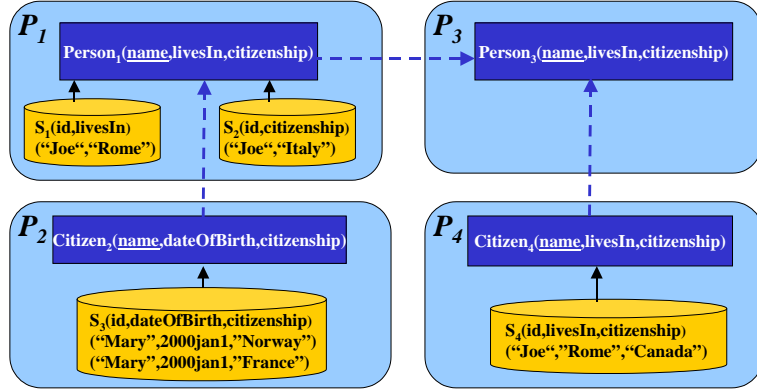 P1
Person1(name,livesIn,citizenship)
S1(id,livesIn)
("Joe“,“Rome”)
S2(id,citizenship)
("Joe“,"Italy”)
P3
Person3(name,livesIn,citizenship)
P2
Citizen2(name,dateOfBirth,citizenship)
S3(id,dateOfBirth,citizenship)
(“Mary”,2000jan1,”Norway”)
(“Mary”,2000jan1,”France”)
P4
Citizen4(name,livesIn,citizenship)
S4(id,livesIn,citizenship)
(“Joe”,”Rome”,“Canada”)